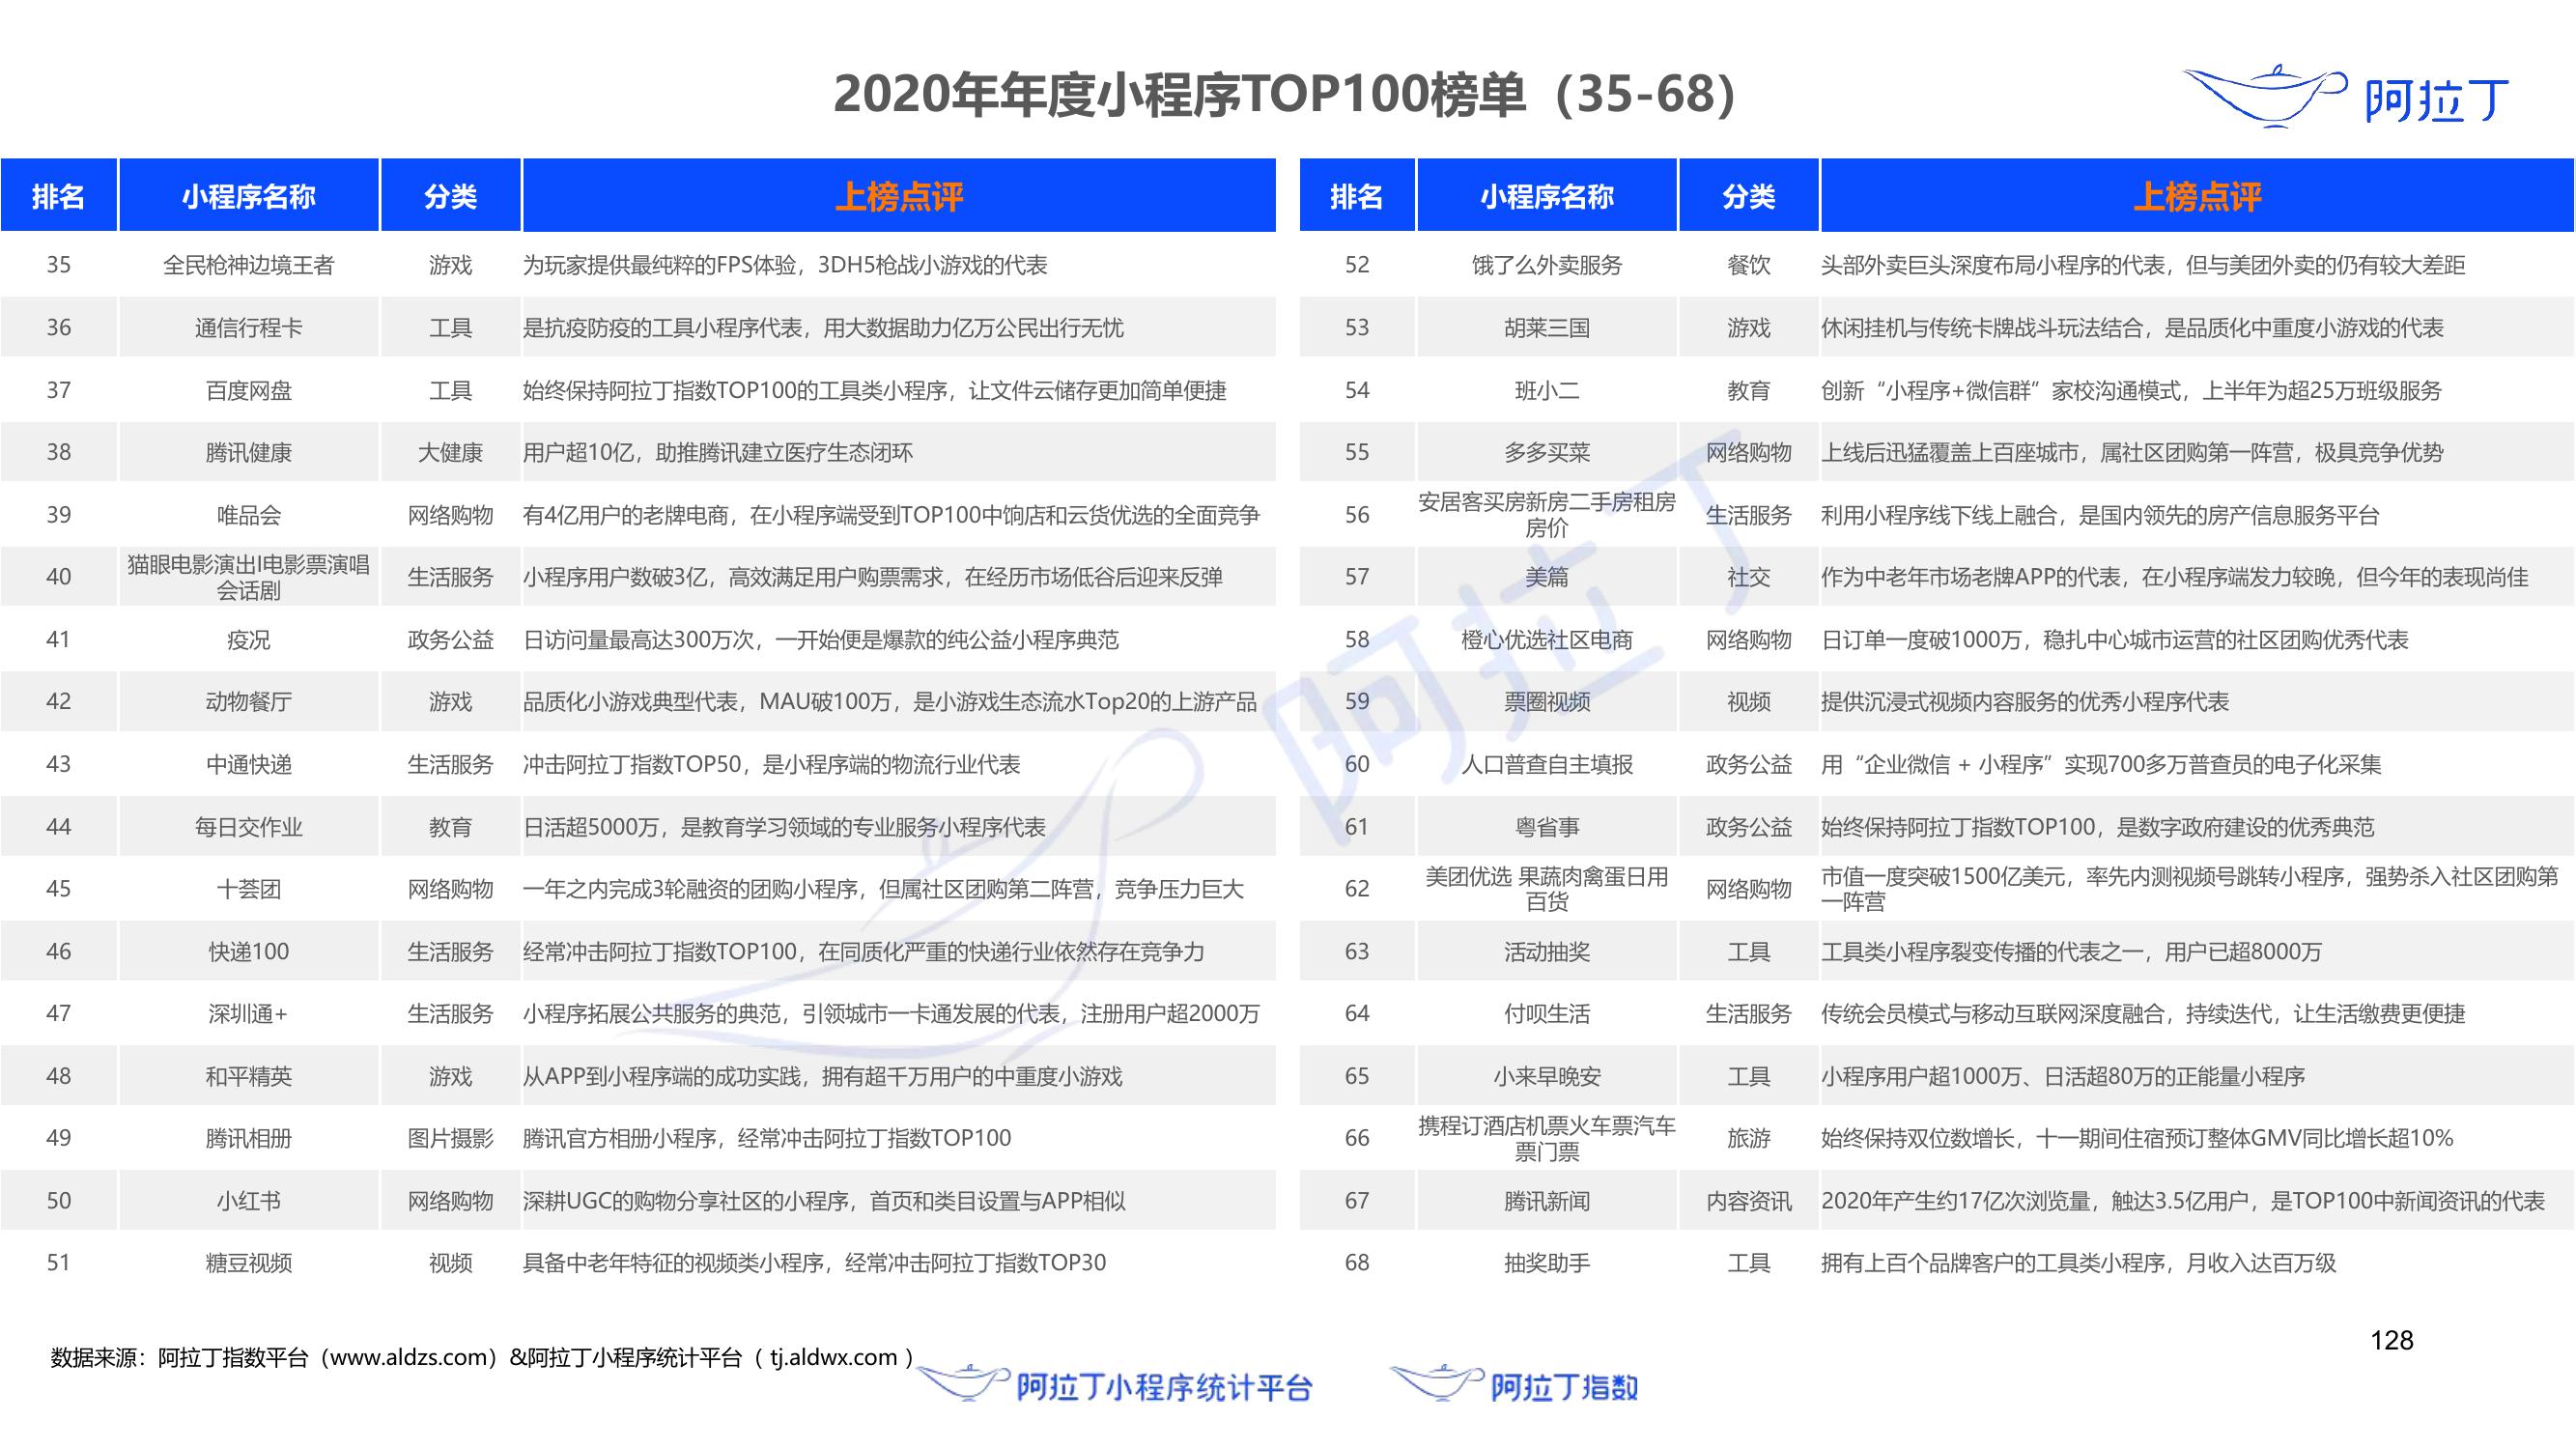 2020年年度小程序TOP100榜单（35-68）
阿拉丁
排名 小程序名称 分类 上榜点评
35 全民枪神边境王者 游戏 为玩家提供最纯粹的FPS体验，3DH5枪战小游戏的代表
36 通信行程卡 工具 是抗疫防疫的工具小程序代表，用大数据助力亿万公民出行无忧
37 百度网盘 工具 始终保持阿拉丁指数TOP100的工具类小程序，让文件云储存更加简单便捷
38 腾讯健康 大健康 用户超10亿，助推腾讯建立医疗生态闭环
39 唯品会 网络购物 有4亿用户的老牌电商，在小程序端受到TOP100中饷店和云货优选的全面竞争
40 猫眼电影演出l电影票演唱
会话剧 生活服务 小程序用户数破3亿，高效满足用户购票需求，在经历市场低谷后迎来反弹
41 疫况 政务公益 日访问量最高达300万次，一开始便是爆款的纯公益小程序典范
42 动物餐厅 游戏 品质化小游戏典型代表，MAU破100万，是小游戏生态流水Top20的上游产品
43 中通快递 生活服务 冲击阿拉丁指数TOP50，是小程序端的物流行业代表
44 每日交作业 教育 日活超5000万，是教育学习领域的专业服务小程序代表
45 十荟团 网络购物 一年之内完成3轮融资的团购小程序，但属社区团购第二阵营，竞争压力巨大
46 快递100 生活服务 经常冲击阿拉丁指数TOP100，在同质化严重的快递行业依然存在竞争力
47 深圳通+ 生活服务 小程序拓展公共服务的典范，引领城市一卡通发展的代表，注册用户超2000万
48 和平精英 游戏 从APP到小程序端的成功实践，拥有超千万用户的中重度小游戏
49 腾讯相册 图片摄影 腾讯官方相册小程序，经常冲击阿拉丁指数TOP100
50 小红书 网络购物 深耕UGC的购物分享社区的小程序，首页和类目设置与APP相似
51 糖豆视频 视频 具备中老年特征的视频类小程序，经常冲击阿拉丁指数TOP30
排名 小程序名称 分类 上榜点评
52 饿了么外卖服务 餐饮 头部外卖巨头深度布局小程序的代表，但与美团外卖的仍有较大差距
53 胡莱三国 游戏 休闲挂机与传统卡牌战斗玩法结合，是品质化中重度小游戏的代表
54 班小二 教育 创新“小程序+微信群”家校沟通模式，上半年为超25万班级服务
55 多多买菜 网络购物 上线后迅猛覆盖上百座城市，属社区团购第一阵营，极具竞争优势
56 安居客买房新房二手房租房
房价 生活服务 利用小程序线下线上融合，是国内领先的房产信息服务平台
57 美篇 社交 作为中老年市场老牌APP的代表，在小程序端发力较晚，但今年的表现尚佳
58 橙心优选社区电商 网络购物 日订单一度破1000万，稳扎中心城市运营的社区团购优秀代表
59 票圈视频 视频 提供沉浸式视频内容服务的优秀小程序代表
60 人口普查自主填报 政务公益 用“企业微信 + 小程序”实现700多万普查员的电子化采集
61 粤省事 政务公益 始终保持阿拉丁指数TOP100，是数字政府建设的优秀典范
62 美团优选 果蔬肉禽蛋日用
百货 网络购物 市值一度突破1500亿美元，率先内测视频号跳转小程序，强势杀入社区团购第
一阵营
63 活动抽奖 工具 工具类小程序裂变传播的代表之一，用户已超8000万
64 付呗生活 生活服务 传统会员模式与移动互联网深度融合，持续迭代，让生活缴费更便捷
65 小来早晚安 工具 小程序用户超1000万、日活超80万的正能量小程序
66 携程订酒店机票火车票汽车
票门票 旅游 始终保持双位数增长，十一期间住宿预订整体GMV同比增长超10%
67 腾讯新闻 内容资讯 2020年产生约17亿次浏览量，触达3.5亿用户，是TOP100中新闻资讯的代表
68 抽奖助手 工具 拥有上百个品牌客户的工具类小程序，月收入达百万级
阿拉丁
数据来源：阿拉丁指数平台（www.aldzs.com）&阿拉丁小程序统计平台（ tj.aldwx.com ）
128
阿拉丁小程序统计平台
阿拉丁指数